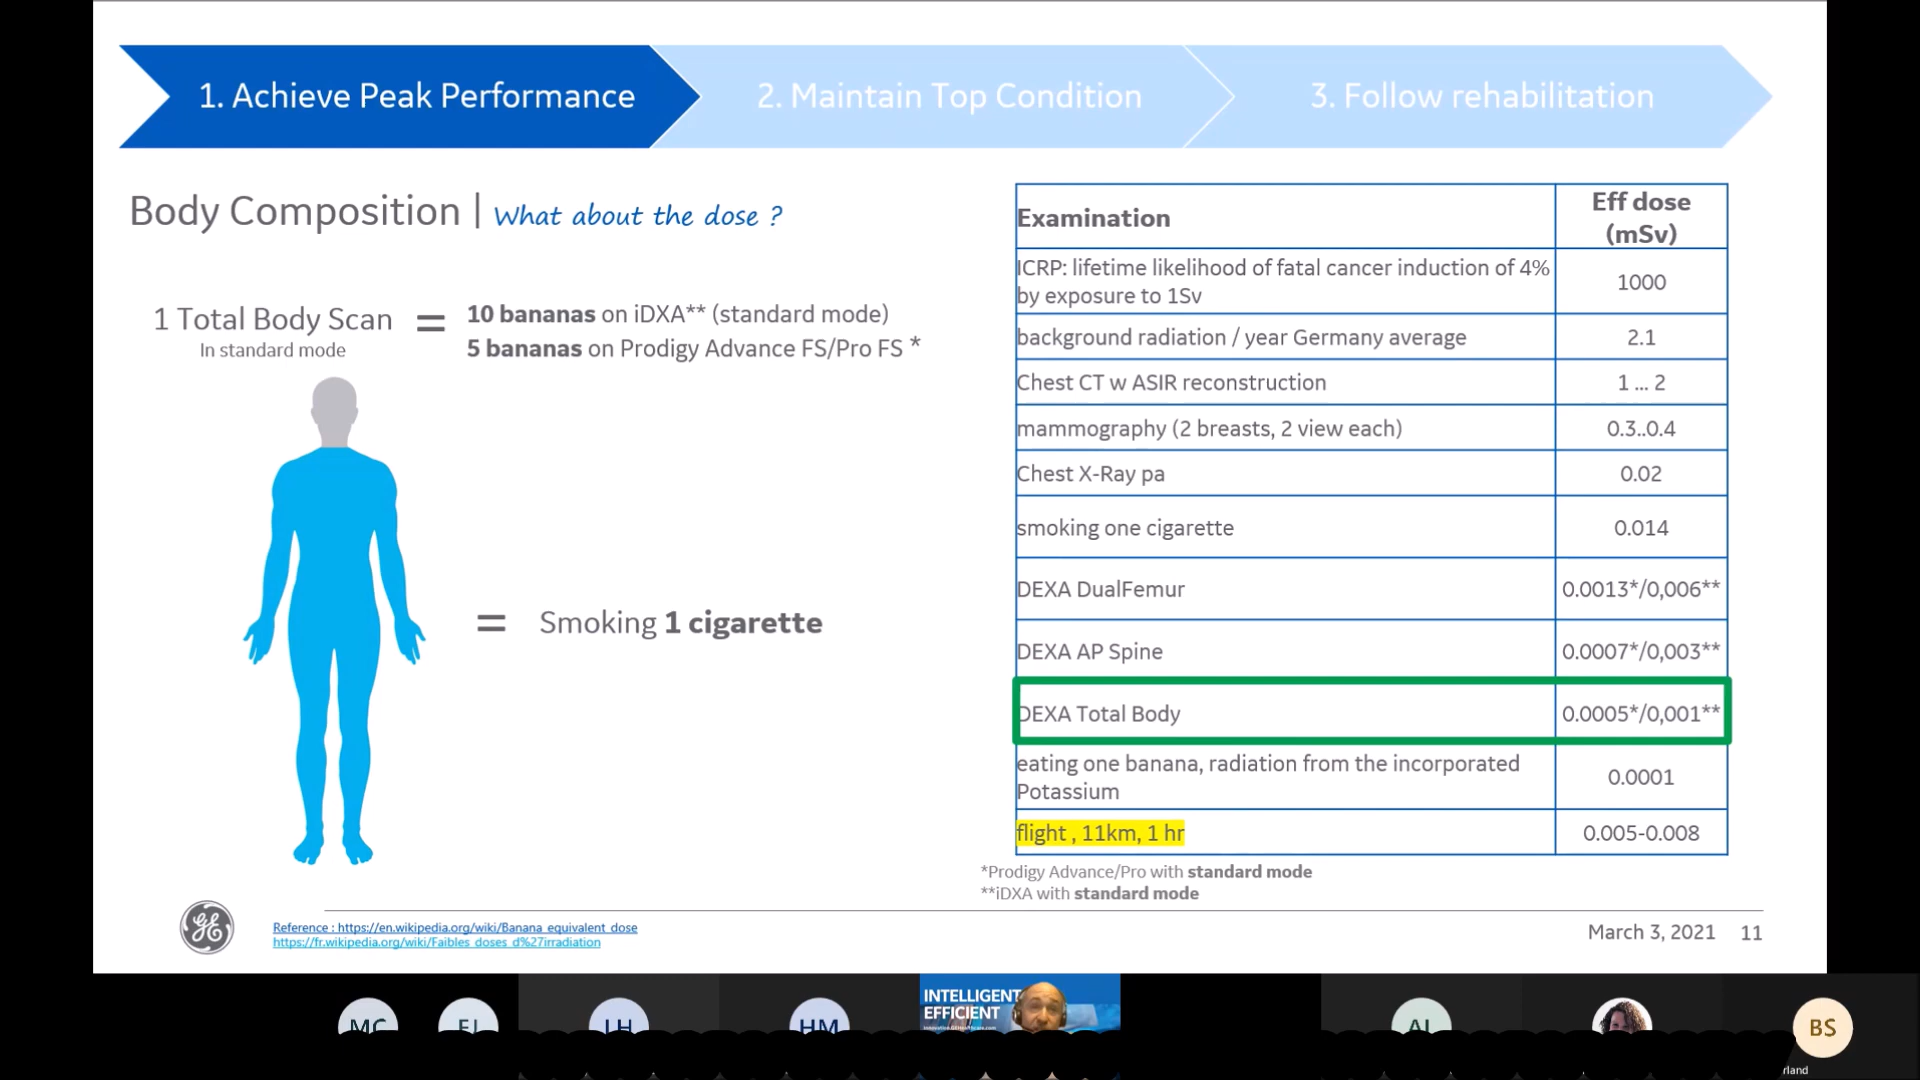 1. Achieve Peak Performance
2. Maintain Top Condition
3. Follow rehabilitation
Body Composition | What about the dose ?
1 Total Body Scan
In standard mode
=
10 bananas on iDXA** (standard mode)
5 bananas on Prodigy Advance FS/Pro FS *
= Smoking 1 cigarette
Examination
Eff dose
(mSv)
ICRP: lifetime likelihood of fatal cancer induction of 4%
by exposure to 1Sv
1000
background radiation / year Germany average
2.1
Chest CT w ASIR reconstruction
1 ... 2
mammography (2 breasts, 2 view each)
0.3..0.4
Chest X-Ray pa
0.02
smoking one cigarette
0.014
DEXA DualFemur
0.0013*/0,006**
DEXA AP Spine
0.0007*/0,003**
DEXA Total Body
0.0005*/0,001**
eating one banana, radiation from the incorporated
Potassium
0.0001
flight , 11km, 1 hr
0.005-0.008
*Prodigy Advance/Pro with standard mode
**iDXA with standard mode
GE
Reference : https://en.wikipedia.org/wiki/Banana_equivalent_dose
https://fr.wikipedia.org/wiki/Faibles_doses_d%27irradiation
March 3, 2021
11
MC
LH
HM
INTELLIGENT
EFFICIENT
BS
rland